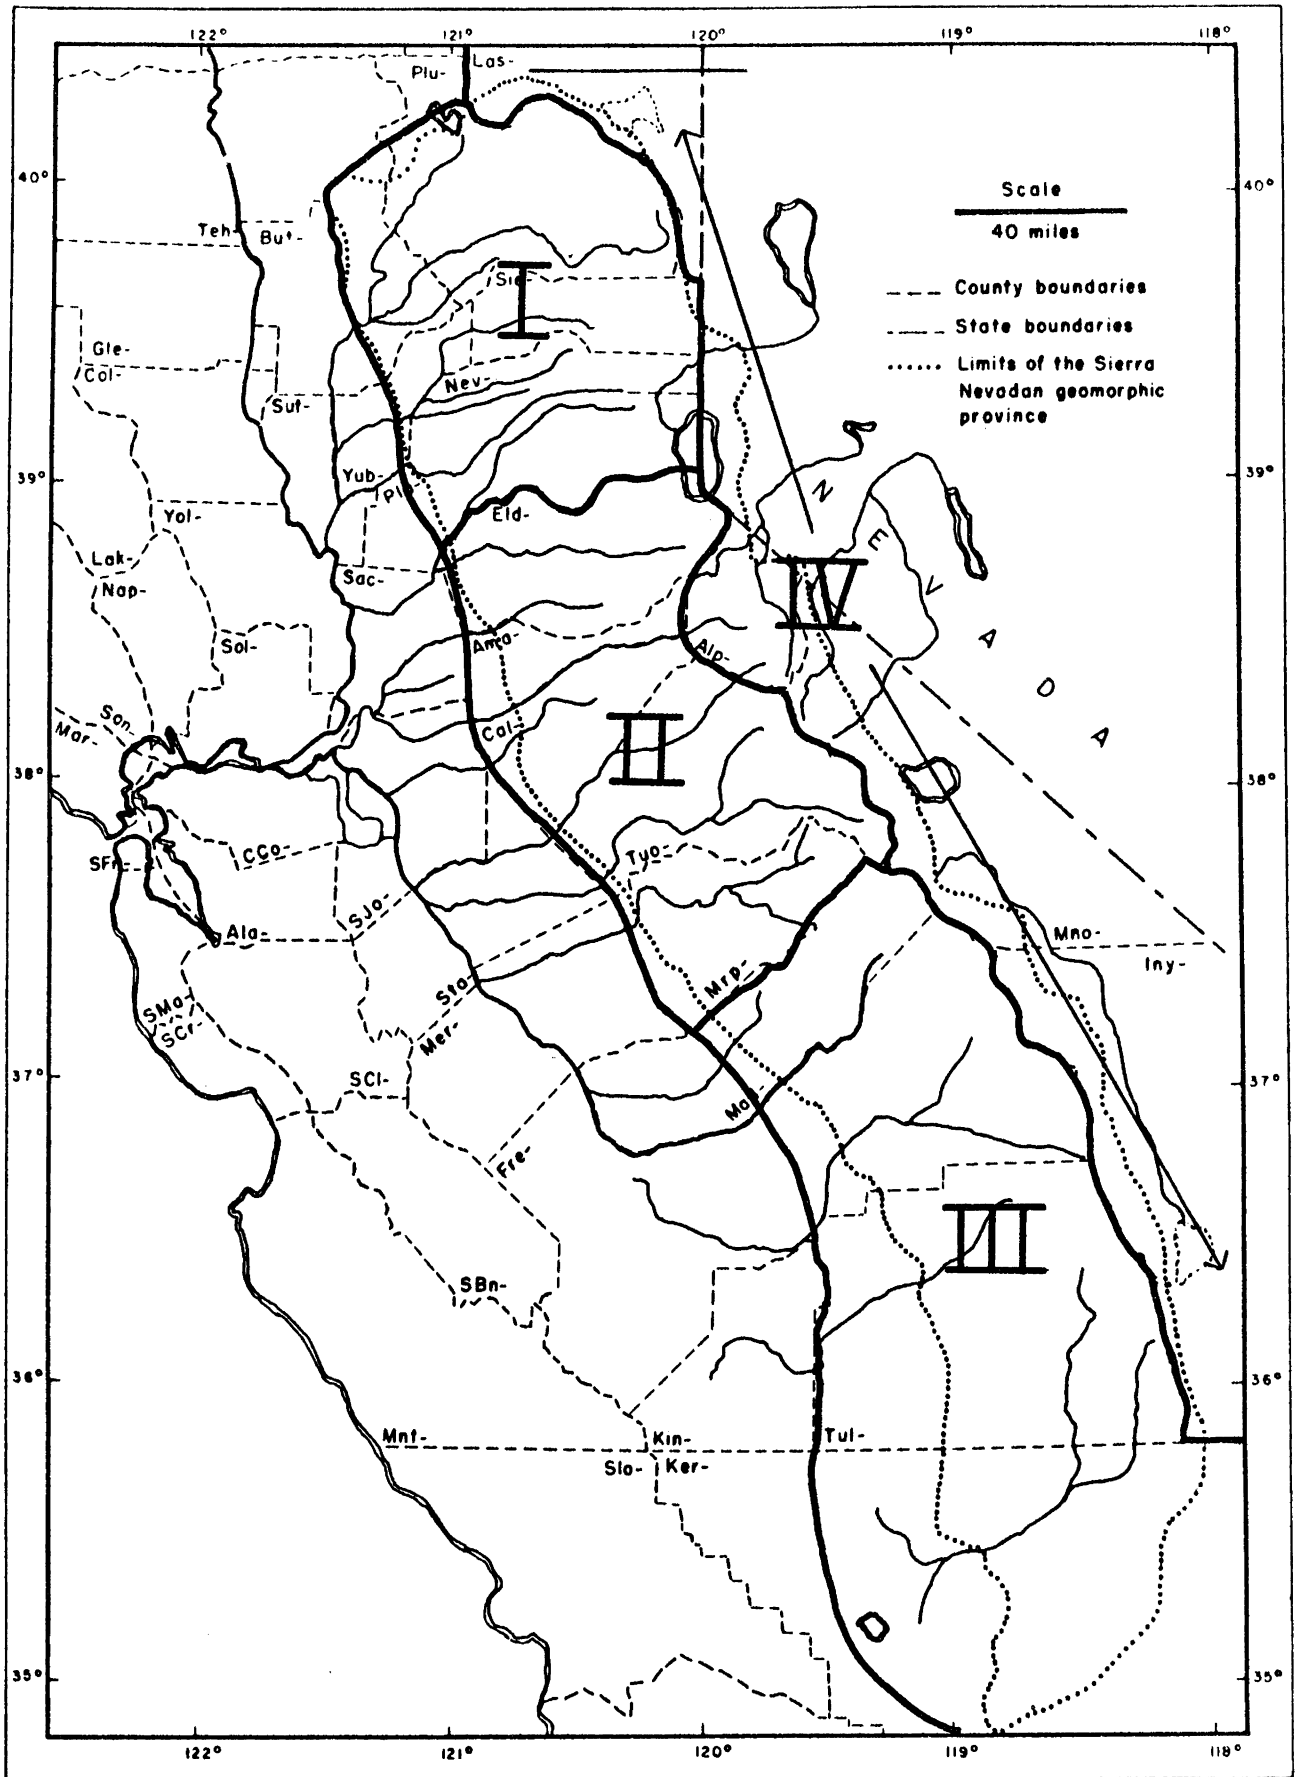 122°
121°
120°
119°
118°
Plu-
Las-
40°
40°
Scale
40 miles
County boundaries
State boundaries
Limits of the Sierra
Nevadan geomorphic
province
Teh-
But-
Sie-
I
Gle-
Col-
Nev-
Sut-
39°
39°
Yub-
Pl
Eld-
Yol-
N
E
V
A
D
A
Lak-
Nap-
Sac-
IV
Sol-
Ama-
Alp-
Son-
Mar-
Cal-
II
38°
38°
SFr-
CCo-
Tuo-
SJo-
Ala-
Mno-
Iny-
Sta-
Mrp-
SMa-
SCr-
Mer-
37°
37°
SCl-
Mad-
Fre-
III
SBn-
36°
36°
Mnt-
Kin-
Tul-
Slo-
Ker-
35°
35°
122°
121°
120°
119°
118°